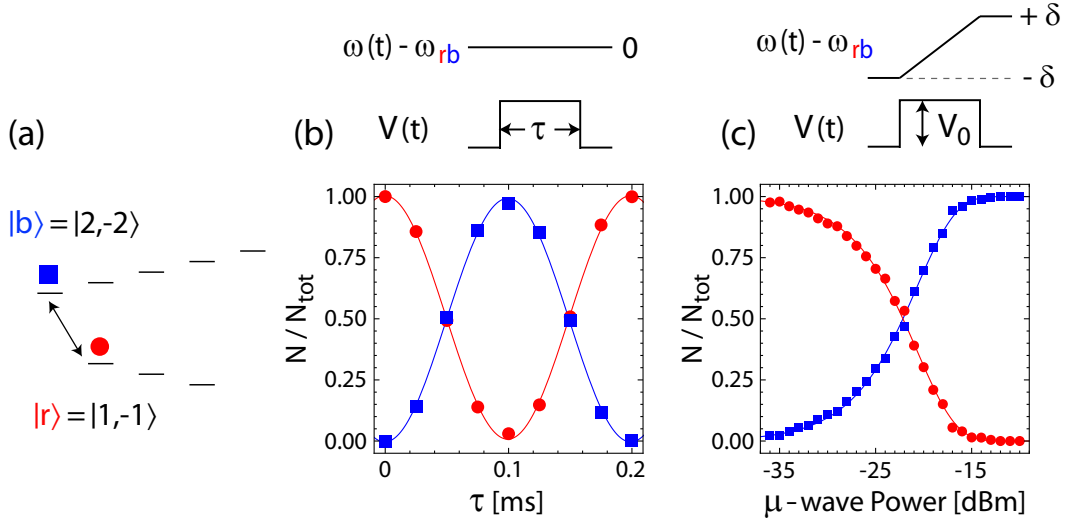 (a)
|b⟩ = |2,-2⟩
|r⟩ = |1,-1⟩
(b)
ω(t) - ω_rb
0
V(t)
τ
N / N_tot
1.00
0.75
0.50
0.25
0.00
0
0.1
0.2
τ [ms]
(c)
ω(t) - ω_rb
+ δ
- δ
V(t)
V_0
N / N_tot
1.00
0.75
0.50
0.25
0.00
-35
-25
-15
μ-wave Power [dBm]